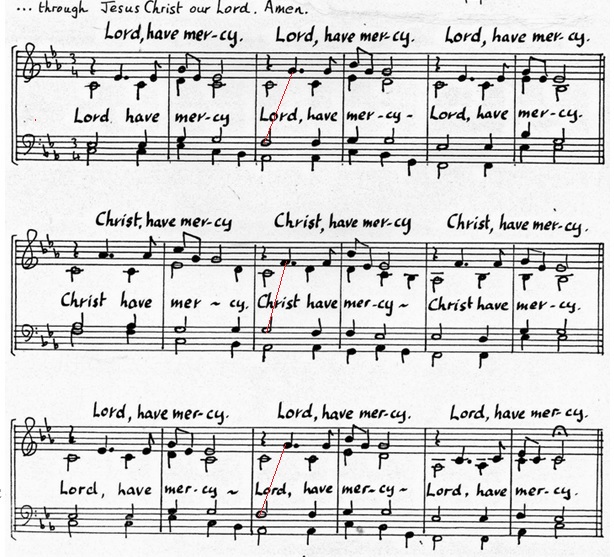 ... through Jesus Christ our Lord. Amen.
Lord, have mer-cy. Lord, have mer-cy. Lord, have mer-cy.
Lord have mer-cy Lord, have mer-cy- Lord, have mer-cy.
Christ, have mer-cy Christ, have mer-cy Christ, have mer-cy.
Christ have mer ~ cy. Christ have mer-cy ~ Christ have mer-cy.
Lord, have mer-cy. Lord, have mer-cy. Lord, have mer-cy.
Lord, have mer-cy ~ Lord, have mer-cy ~ Lord, have mer-cy.